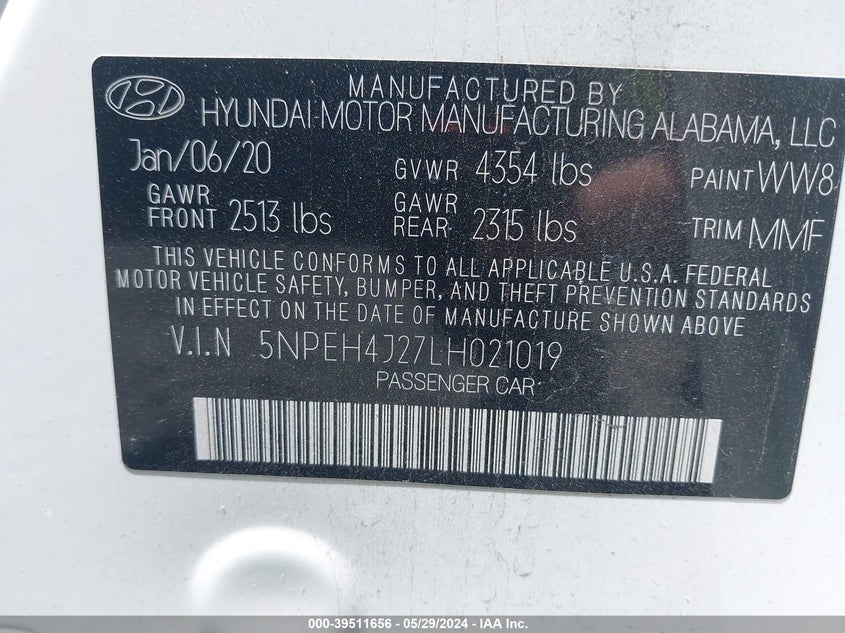 MANUFACTURED BY
HYUNDAI MOTOR MANUFACTURING ALABAMA, LLC
Jan/06/20 GVWR 4354 lbs PAINT WW8
GAWR FRONT 2513 lbs GAWR REAR 2315 lbs TRIM MMF
THIS VEHICLE CONFORMS TO ALL APPLICABLE U.S.A. FEDERAL
MOTOR VEHICLE SAFETY, BUMPER, AND THEFT PREVENTION STANDARDS
IN EFFECT ON THE DATE OF MANUFACTURE SHOWN ABOVE
V.I.N 5NPEH4J27LH021019
PASSENGER CAR
000-39511656 - 05/29/2024 - IAA Inc.